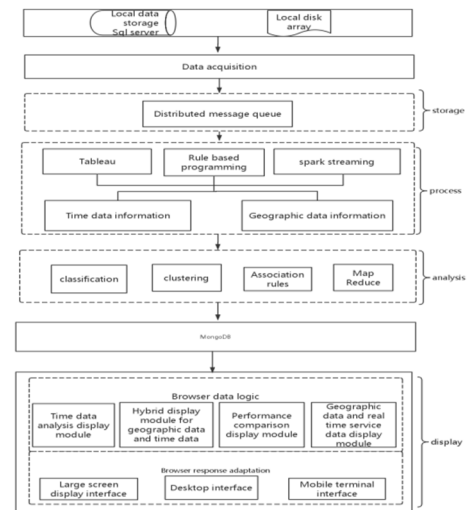 Local data
storage
Sql server
Local disk
array
Data acquisition
Distributed message queue
storage
Tableau
Rule based
programming
spark streaming
process
Time data information
Geographic data information
classification
clustering
Association
rules
Map
Reduce
analysis
MongoDB
Browser data logic
Time data
analysis display
module
Hybrid display
module for
geographic data
and time data
Performance
comparison
display module
Geographic
data and real
time service
data display
module
display
Browser response adaptation
Large screen
display interface
Desktop interface
Mobile terminal
interface